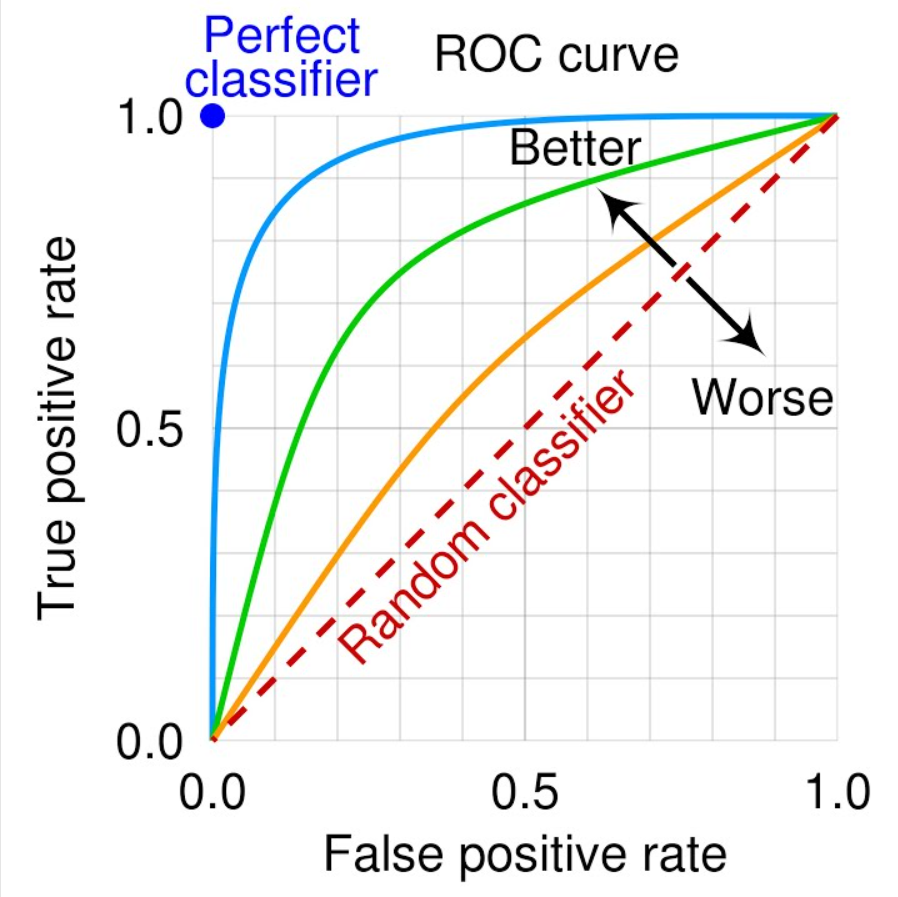 Perfect
classifier
ROC curve
1.0
Better
True positive rate
0.5
Worse
Random classifier
0.0
0.0
0.5
1.0
False positive rate